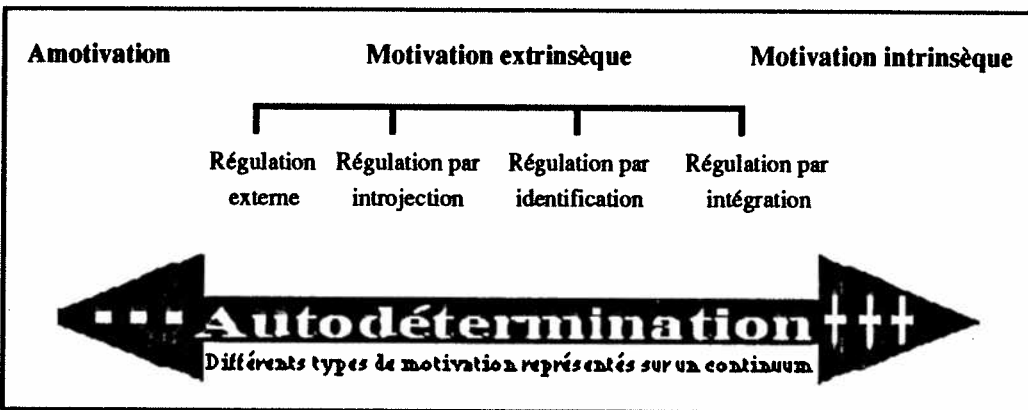 Amotivation Motivation extrinsèque Motivation intrinsèque
Régulation externe
Régulation par introjection
Régulation par identification
Régulation par intégration
- - - Autodétermination + + +
Différents types de motivation représentés sur un continuum